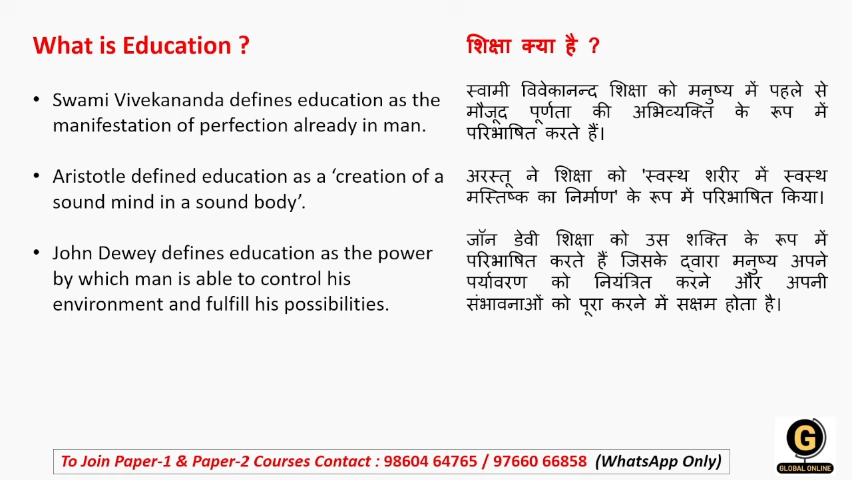 What is Education ?
• Swami Vivekananda defines education as the
manifestation of perfection already in man.
• Aristotle defined education as a ‘creation of a
sound mind in a sound body’.
• John Dewey defines education as the power
by which man is able to control his
environment and fulfill his possibilities.
शिक्षा क्या है ?
स्वामी विवेकानन्द शिक्षा को मनुष्य में पहले से
मौजूद पूर्णता की अभिव्यक्ति के रूप में
परिभाषित करते हैं।
अरस्तू ने शिक्षा को 'स्वस्थ शरीर में स्वस्थ
मस्तिष्क का निर्माण' के रूप में परिभाषित किया।
जॉन डेवी शिक्षा को उस शक्ति के रूप में
परिभाषित करते हैं जिसके द्वारा मनुष्य अपने
पर्यावरण को नियंत्रित करने और अपनी
संभावनाओं को पूरा करने में सक्षम होता है।
To Join Paper-1 & Paper-2 Courses Contact : 98604 64765 / 97660 66858 (WhatsApp Only)
G
GLOBAL ONLINE